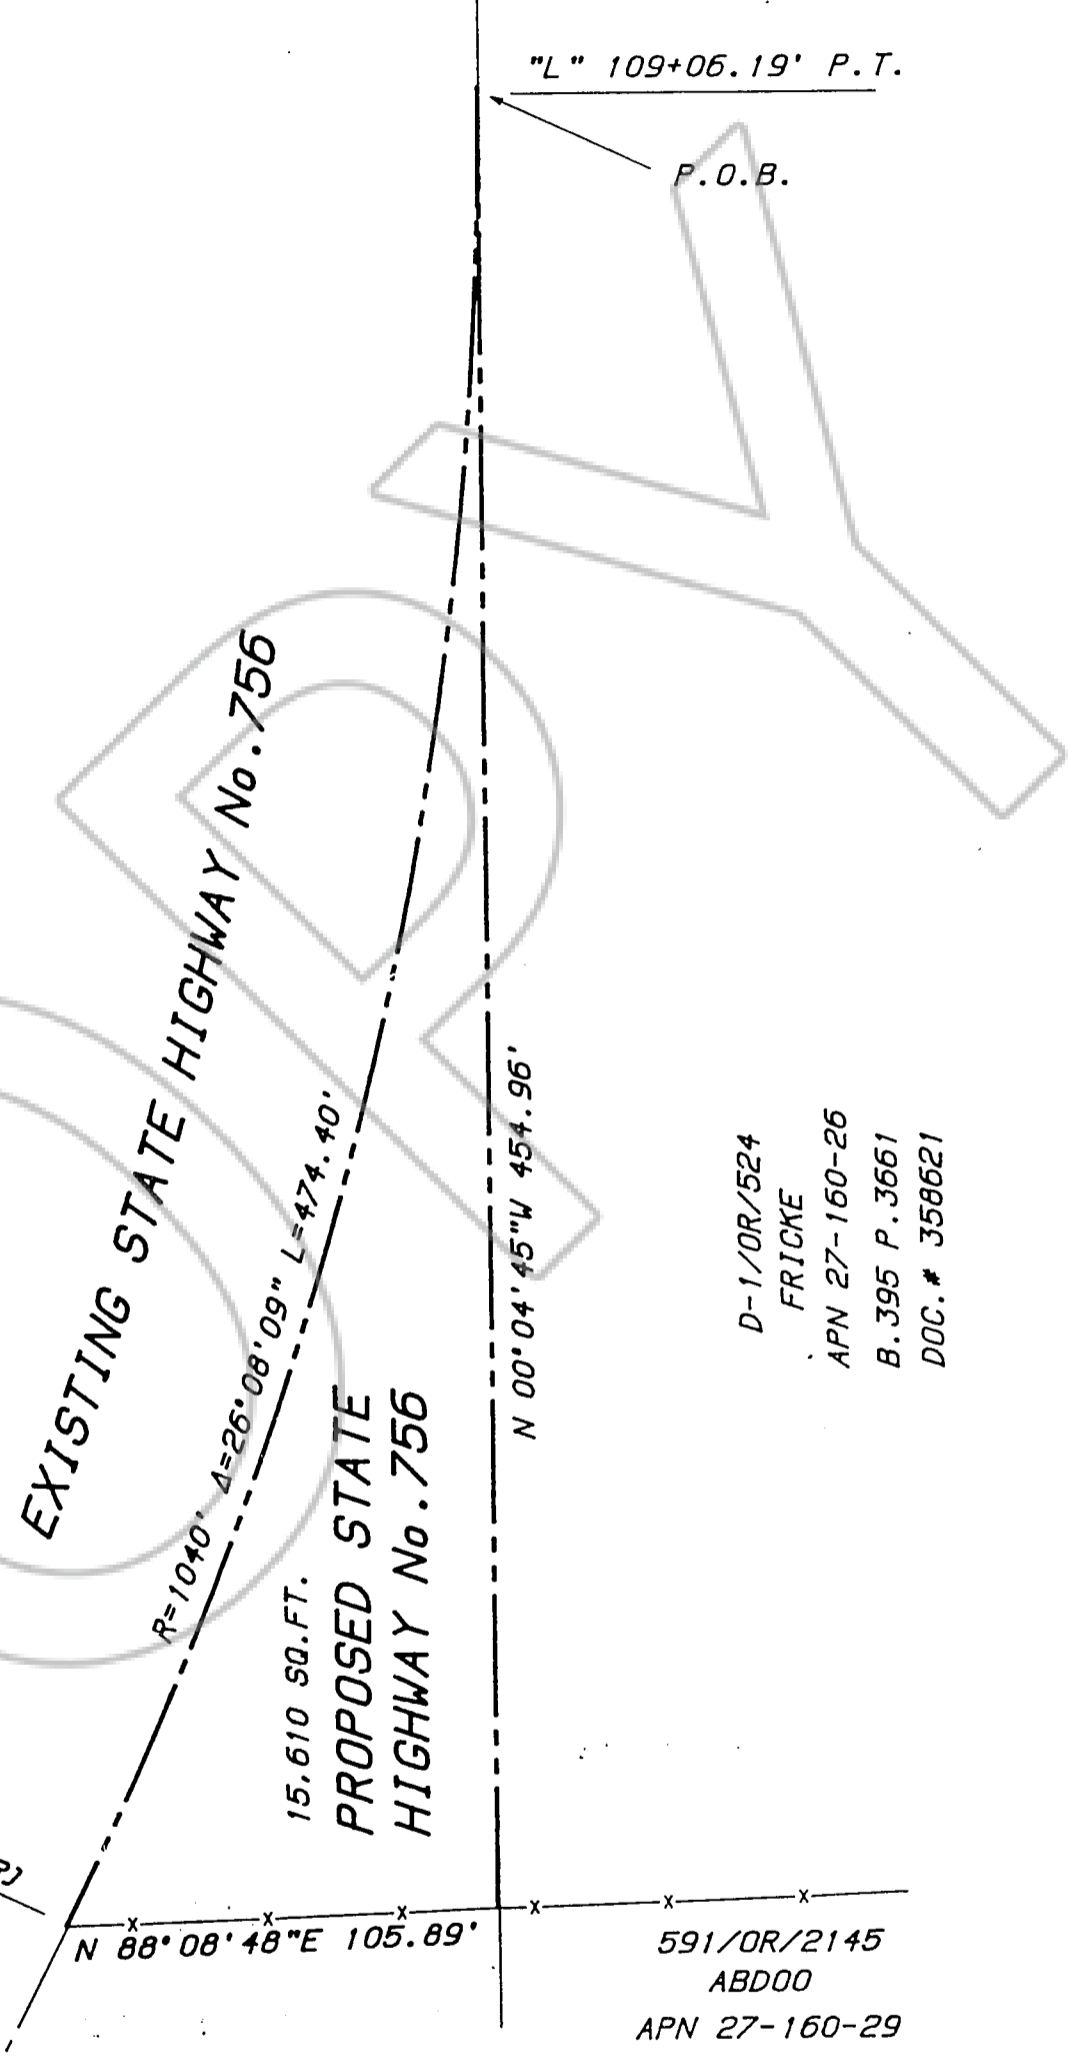 "L" 109+06.19' P.T.
P.O.B.
EXISTING STATE HIGHWAY No.756
R=1040' Δ=26°08'09" L=474.40'
N 00°04'45"W 454.96'
15,610 SQ.FT.
PROPOSED STATE
HIGHWAY No.756
D-1/OR/524
FRICKE
APN 27-160-26
B.395 P.3661
DOC.# 358621
N 88°08'48"E 105.89'
591/OR/2145
ABDOO
APN 27-160-29
COPY